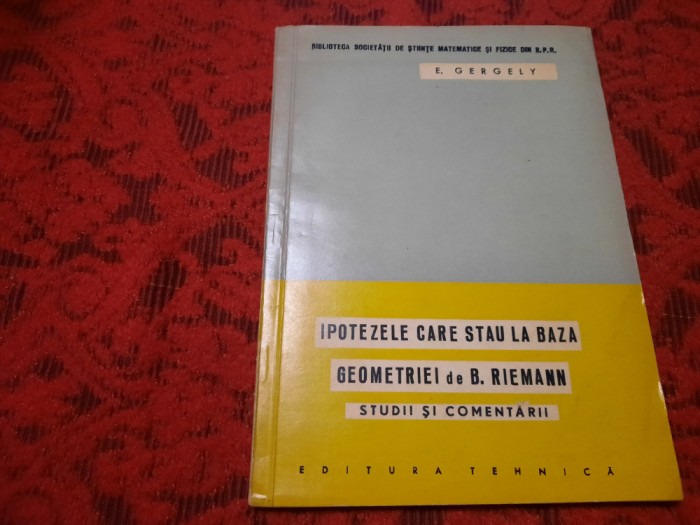 BIBLIOTECA SOCIETĂȚII DE ȘTIINȚE MATEMATICE ȘI FIZICE DIN R.P.R.
E. GERGELY
IPOTEZELE CARE STAU LA BAZA
GEOMETRIEI de B. RIEMANN
STUDII ȘI COMENTARII
EDITURA TEHNICĂ